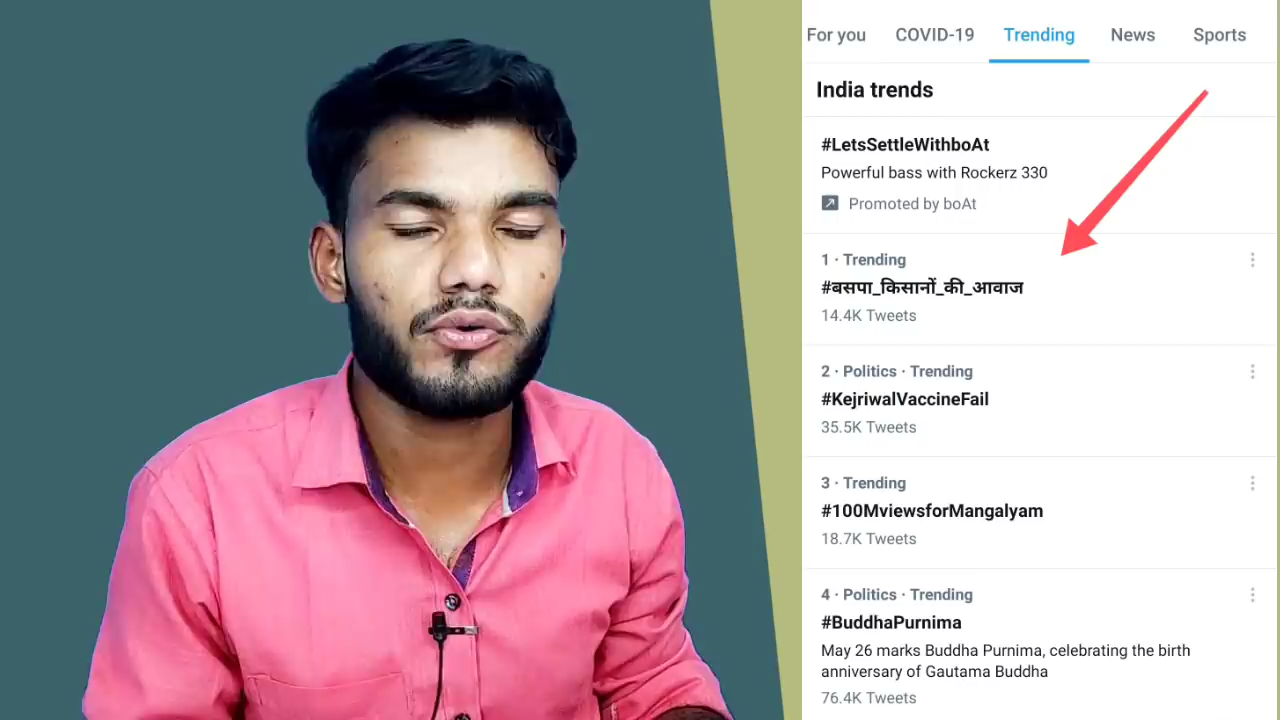 For you COVID-19 Trending News Sports
India trends
#LetsSettleWithboAt
Powerful bass with Rockerz 330
Promoted by boAt
1 · Trending
#बसपा_किसानों_की_आवाज
14.4K Tweets
2 · Politics · Trending
#KejriwalVaccineFail
35.5K Tweets
3 · Trending
#100MviewsforMangalyam
18.7K Tweets
4 · Politics · Trending
#BuddhaPurnima
May 26 marks Buddha Purnima, celebrating the birth
anniversary of Gautama Buddha
76.4K Tweets